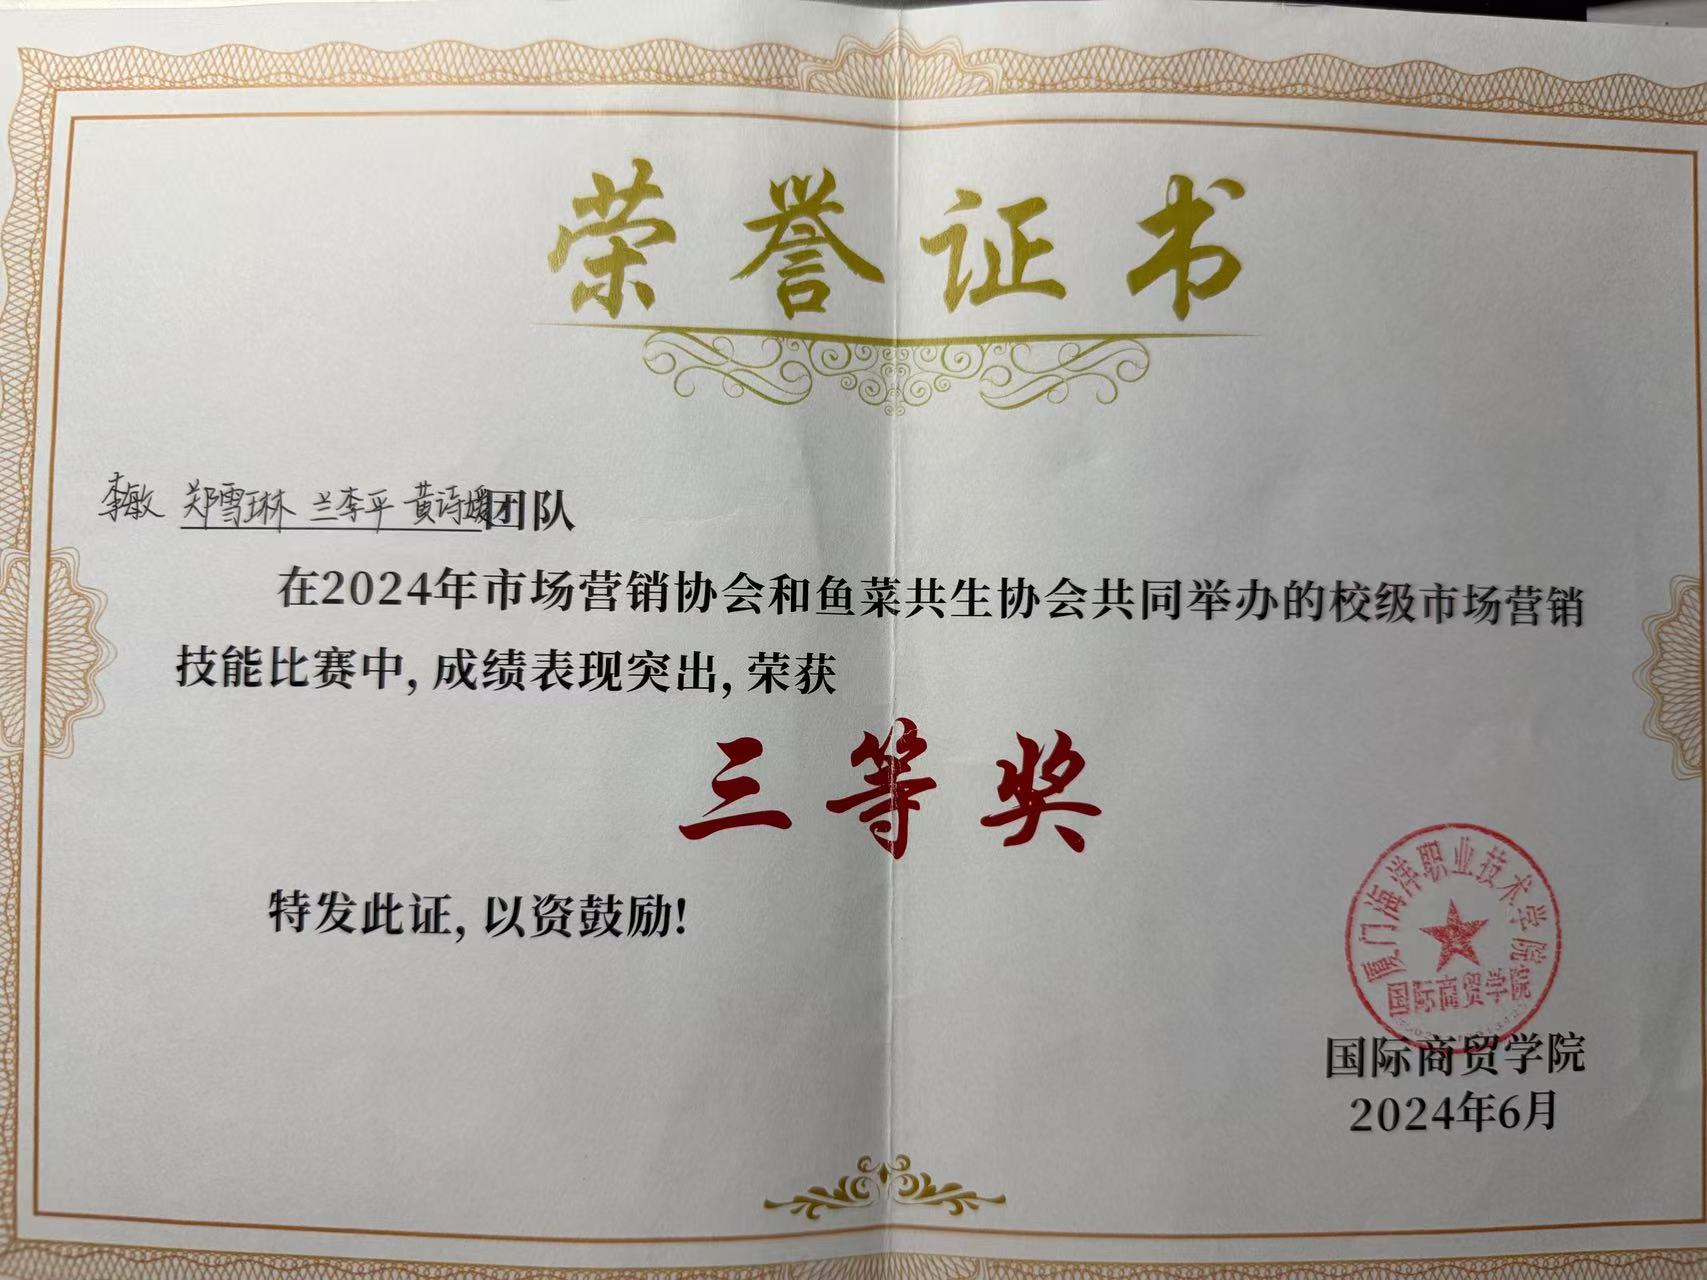 荣誉证书
李敏 郑雪琳 兰李平 黄诗媛团队
在2024年市场营销协会和鱼菜共生协会共同举办的校级市场营销
技能比赛中,成绩表现突出,荣获
三等奖
特发此证,以资鼓励!
厦门海洋职业技术学院
国际商贸学院
国际商贸学院
2024年6月